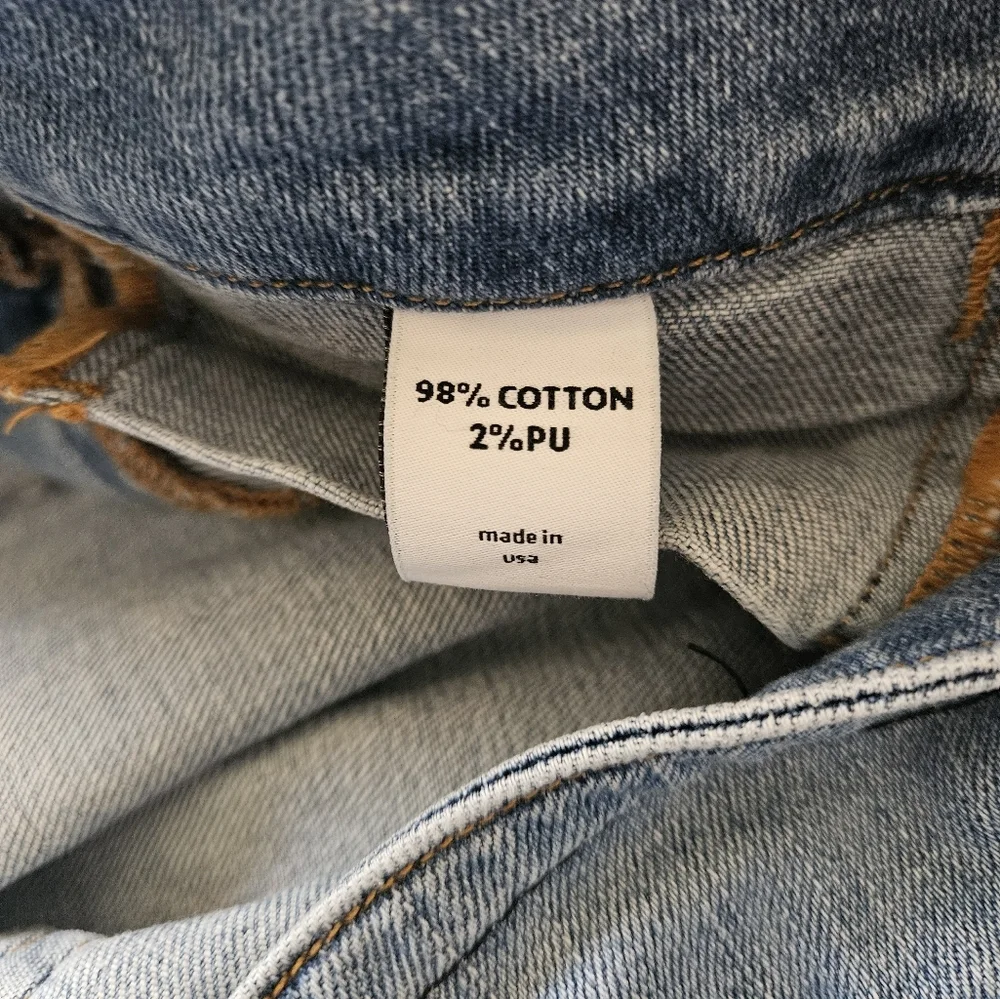 98% COTTON
2%PU
made in
usa